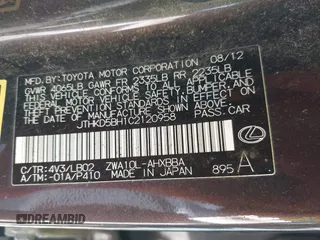 MFD. BY: TOYOTA MOTOR CORPORATION 08/12
GVWR 4065LB GAWR FR 2335LB RR 2235LB
THIS VEHICLE CONFORMS TO ALL APPLICABLE
FEDERAL MOTOR VEHICLE SAFETY, BUMPER, AND
THEFT PREVENTION STANDARDS IN EFFECT ON
THE DATE OF MANUFACTURE SHOWN ABOVE.
JTHKD5BH1C2120958 PASS.CAR
C/TR: 4V3/LB02 ZWA10L-AHXBBA
A/TM: -01A/P410 MADE IN JAPAN 895 A
DREAMBID